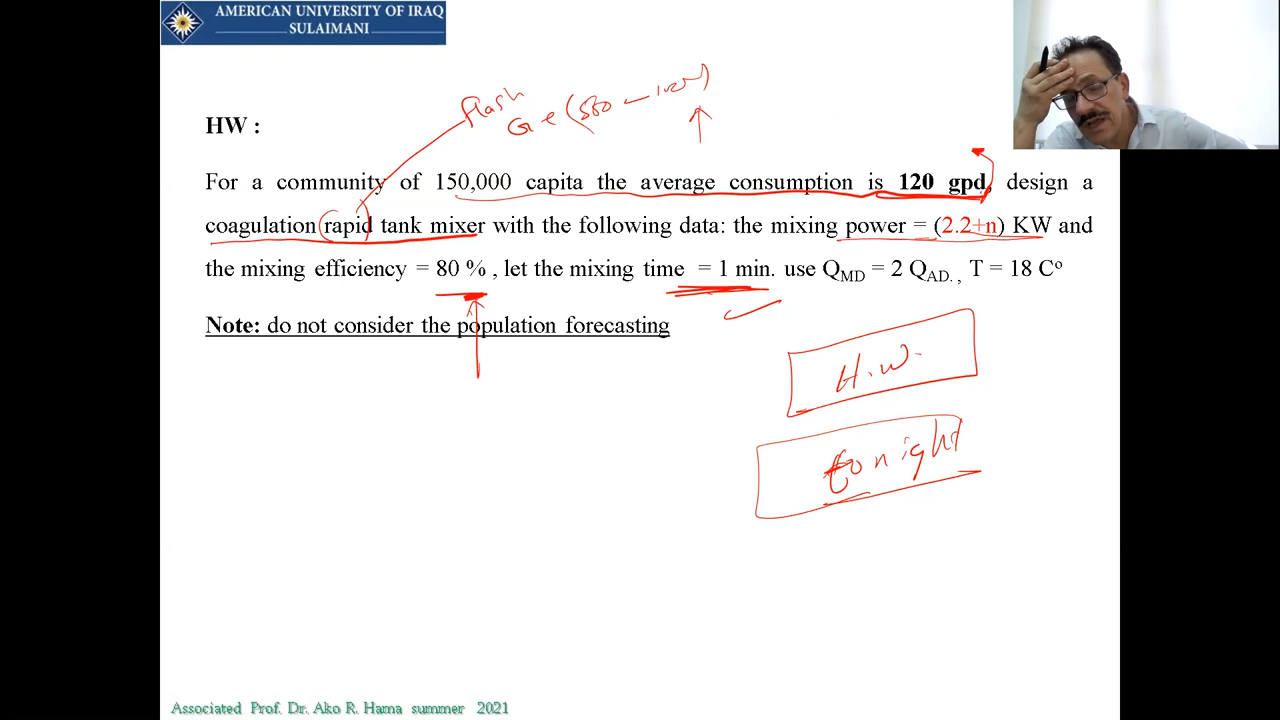 AMERICAN UNIVERSITY OF IRAQ
SULAIMANI
flash
HW :
For a community of 150,000 capita the average consumption is 120 gpd, design a
coagulation rapid tank mixer with the following data: the mixing power = (2.2+n) KW and
the mixing efficiency = 80 % , let the mixing time = 1 min. use QMD = 2 QAD. , T = 18 Cº
Note: do not consider the population forecasting
H.W.
tonight
Associated Prof. Dr. Ako R. Hama summer 2021